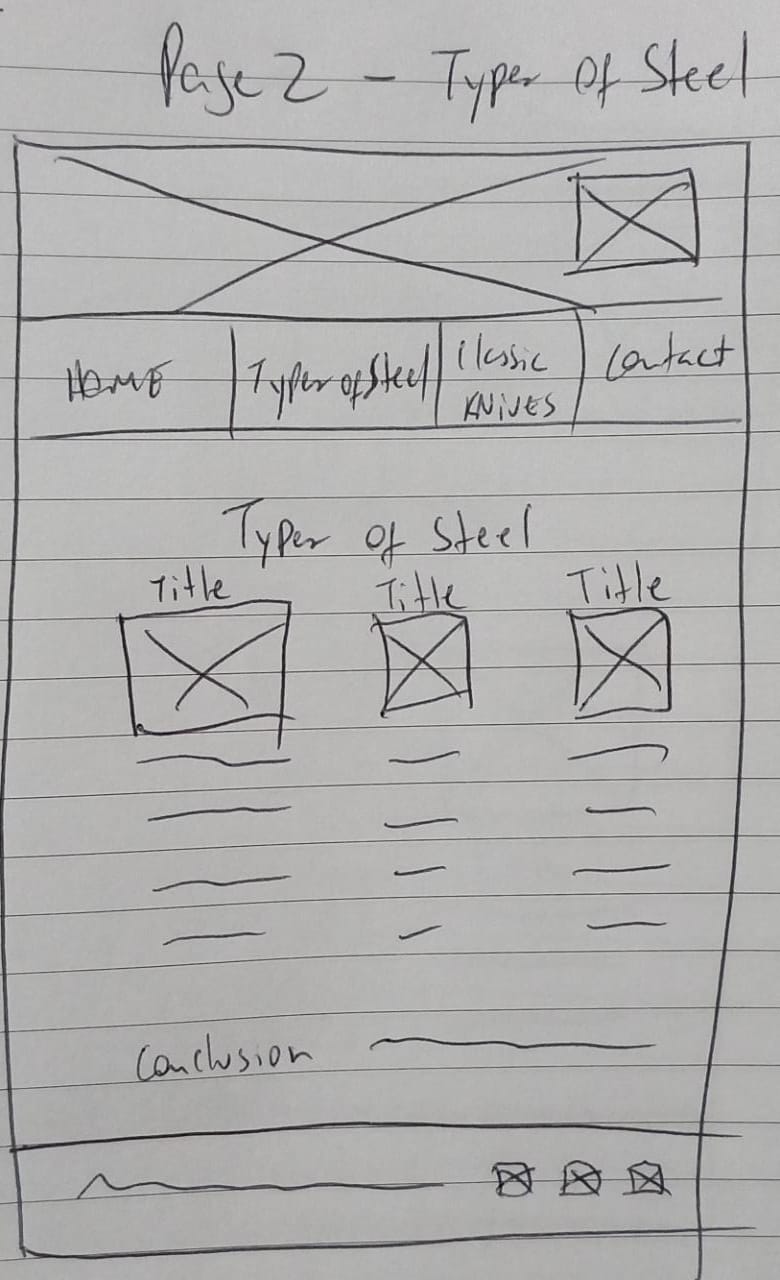 Page 2 - Types of Steel
HOME
Types of Steel
Classic
KNIVES
Contact
Types of Steel
Title
Title
Title
Conclusion